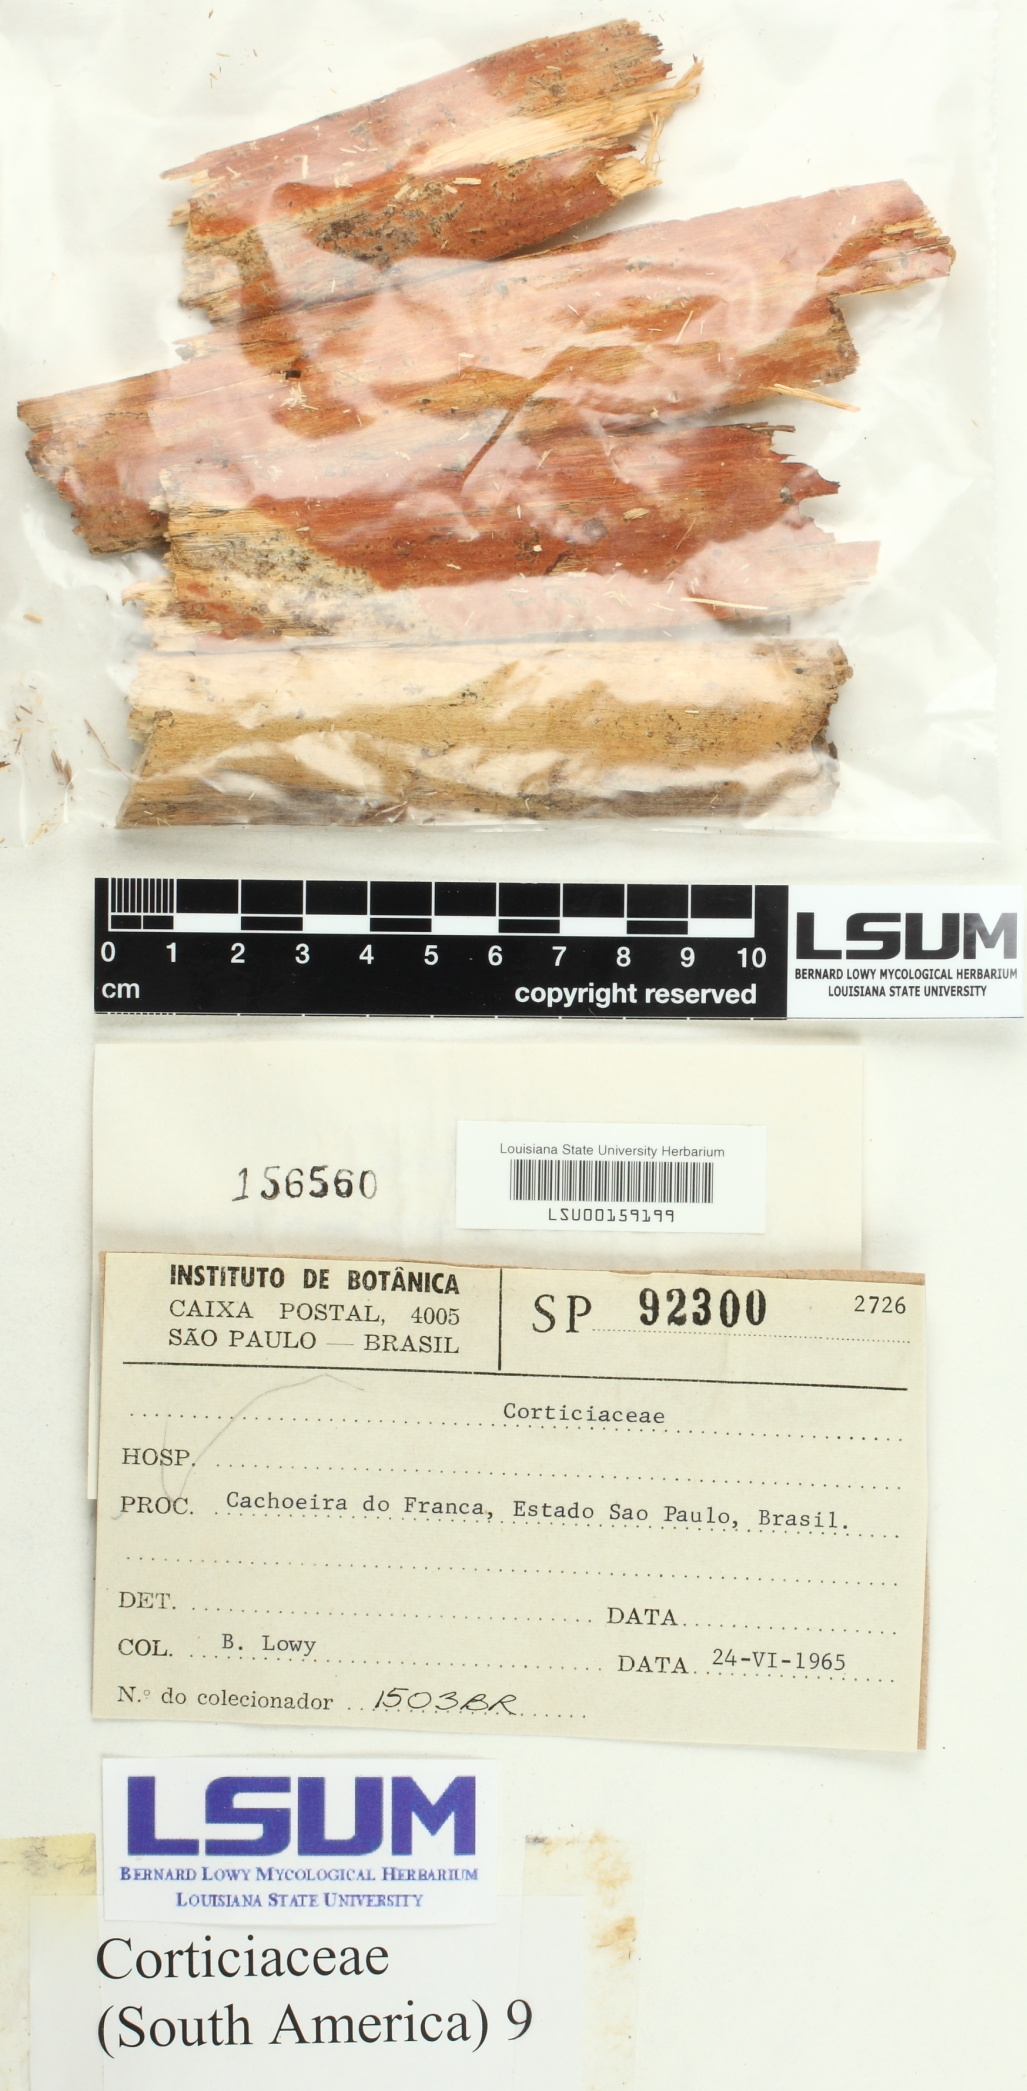 0 1 2 3 4 5 6 7 8 9 10
cm
copyright reserved
LSUM
BERNARD LOWY MYCOLOGICAL HERBARIUM
LOUISIANA STATE UNIVERSITY
156560
Louisiana State University Herbarium
LSU00159199
INSTITUTO DE BOTÂNICA
CAIXA POSTAL, 4005
SÃO PAULO — BRASIL
SP 92300
2726
Corticiaceae
HOSP.
PROC. Cachoeira do Franca, Estado Sao Paulo, Brasil.
DET. DATA
COL. B. Lowy DATA 24-VI-1965
N.º do colecionador 1503BR
LSUM
BERNARD LOWY MYCOLOGICAL HERBARIUM
LOUISIANA STATE UNIVERSITY
Corticiaceae
(South America) 9